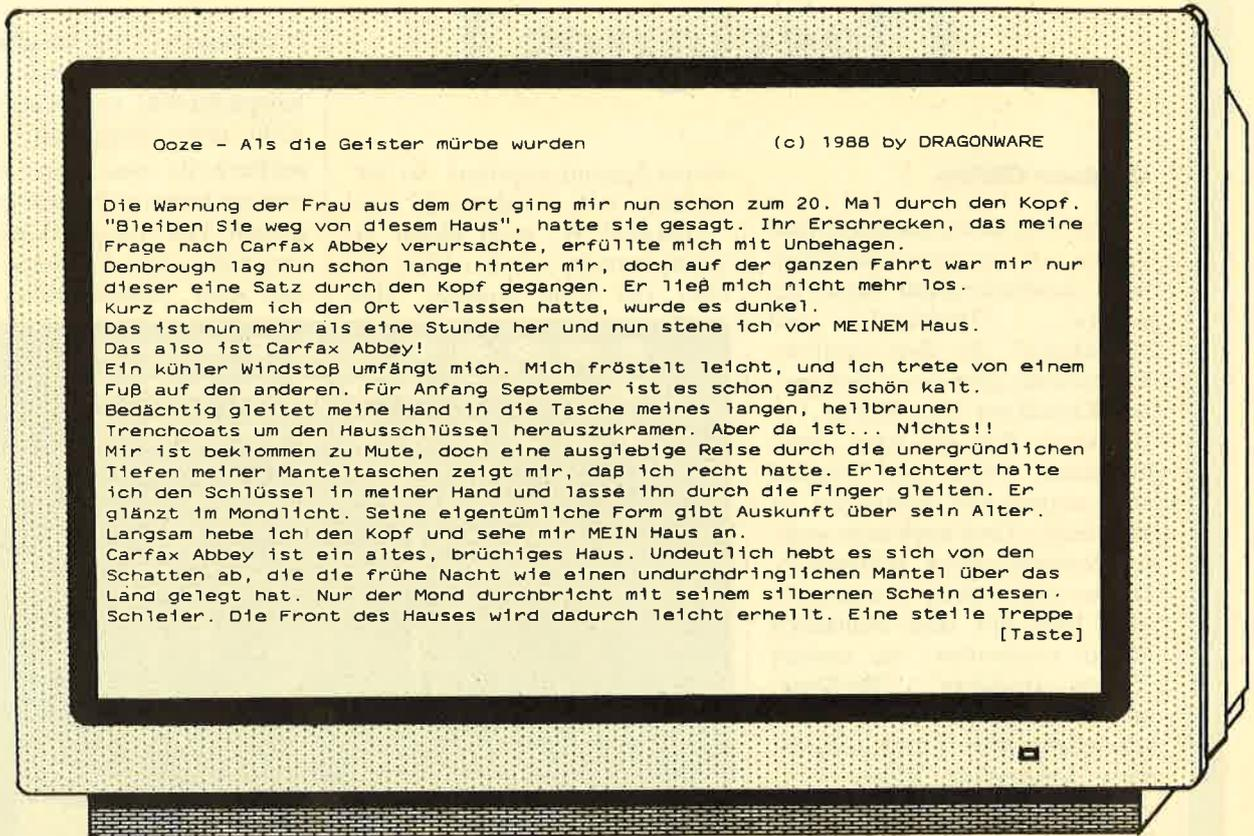 Ooze - Als die Geister mürbe wurden (c) 1988 by DRAGONWARE
Die Warnung der Frau aus dem Ort ging mir nun schon zum 20. Mal durch den Kopf.
"Bleiben Sie weg von diesem Haus", hatte sie gesagt. Ihr Erschrecken, das meine
Frage nach Carfax Abbey verursachte, erfüllte mich mit Unbehagen.
Denbrough lag nun schon lange hinter mir, doch auf der ganzen Fahrt war mir nur
dieser eine Satz durch den Kopf gegangen. Er ließ mich nicht mehr los.
Kurz nachdem ich den Ort verlassen hatte, wurde es dunkel.
Das ist nun mehr als eine Stunde her und nun stehe ich vor MEINEM Haus.
Das also ist Carfax Abbey!
Ein kühler Windstoß umfängt mich. Mich fröstelt leicht, und ich trete von einem
Fuß auf den anderen. Für Anfang September ist es schon ganz schön kalt.
Bedächtig gleitet meine Hand in die Tasche meines langen, hellbraunen
Trenchcoats um den Hausschlüssel herauszukramen. Aber da ist... Nichts!!
Mir ist beklommen zu Mute, doch eine ausgiebige Reise durch die unergründlichen
Tiefen meiner Manteltaschen zeigt mir, daß ich recht hatte. Erleichtert halte
ich den Schlüssel in meiner Hand und lasse ihn durch die Finger gleiten. Er
glänzt im Mondlicht. Seine eigentümliche Form gibt Auskunft über sein Alter.
Langsam hebe ich den Kopf und sehe mir MEIN Haus an.
Carfax Abbey ist ein altes, brüchiges Haus. Undeutlich hebt es sich von den
Schatten ab, die die frühe Nacht wie einen undurchdringlichen Mantel über das
Land gelegt hat. Nur der Mond durchbricht mit seinem silbernen Schein diesen
Schleier. Die Front des Hauses wird dadurch leicht erhellt. Eine steile Treppe
[Taste]